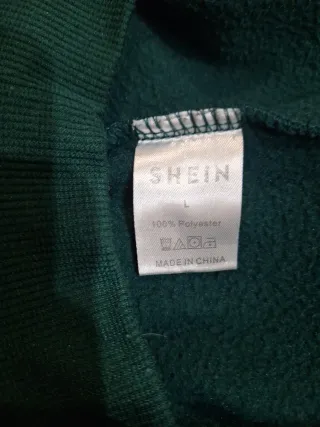 SHEIN
L
100% Polyester
MADE IN CHINA